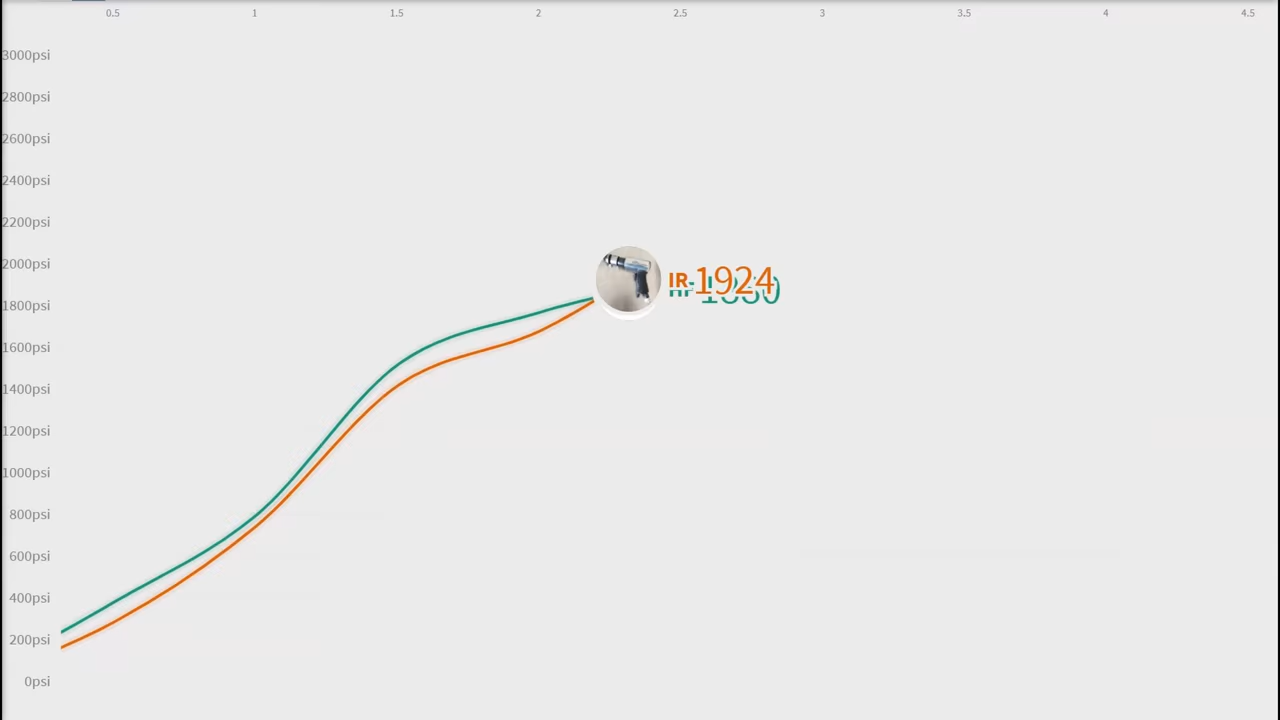 0.5 1 1.5 2 2.5 3 3.5 4 4.5
3000psi
2800psi
2600psi
2400psi
2200psi
2000psi
1800psi
1600psi
1400psi
1200psi
1000psi
800psi
600psi
400psi
200psi
0psi
IR-1924